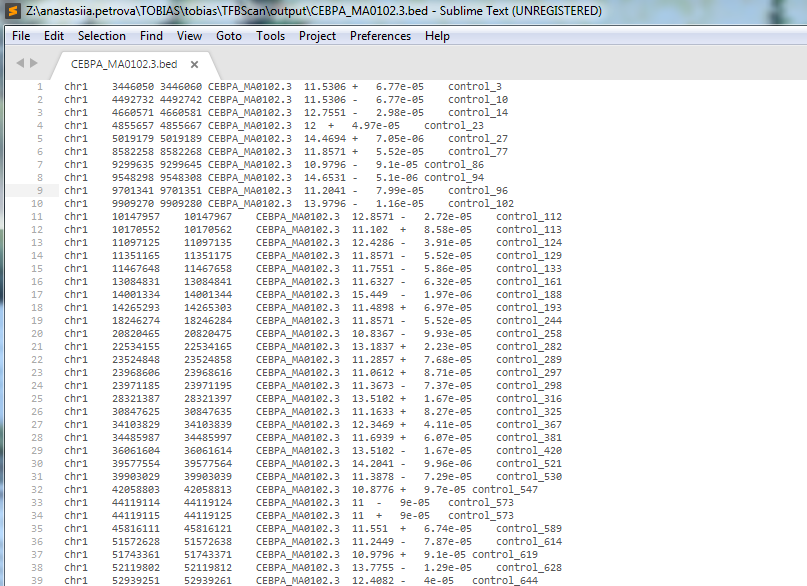 Z:\anastasiia.petrova\TOBIAS\tobias\TFBScan\output\CEBPA_MA0102.3.bed - Sublime Text (UNREGISTERED)
File Edit Selection Find View Goto Tools Project Preferences Help
CEBPA_MA0102.3.bed ×
1 chr1 3446050 3446060 CEBPA_MA0102.3 11.5306 + 6.77e-05 control_3
2 chr1 4492732 4492742 CEBPA_MA0102.3 11.5306 - 6.77e-05 control_10
3 chr1 4660571 4660581 CEBPA_MA0102.3 12.7551 - 2.98e-05 control_14
4 chr1 4855657 4855667 CEBPA_MA0102.3 12 + 4.97e-05 control_23
5 chr1 5019179 5019189 CEBPA_MA0102.3 14.4694 + 7.05e-06 control_27
6 chr1 8582258 8582268 CEBPA_MA0102.3 11.8571 + 5.52e-05 control_77
7 chr1 9299635 9299645 CEBPA_MA0102.3 10.9796 - 9.1e-05 control_86
8 chr1 9548298 9548308 CEBPA_MA0102.3 14.6531 - 5.1e-06 control_94
9 chr1 9701341 9701351 CEBPA_MA0102.3 11.2041 - 7.99e-05 control_96
10 chr1 9909270 9909280 CEBPA_MA0102.3 13.9796 - 1.16e-05 control_102
11 chr1 10147957 10147967 CEBPA_MA0102.3 12.8571 - 2.72e-05 control_112
12 chr1 10170552 10170562 CEBPA_MA0102.3 11.102 + 8.58e-05 control_113
13 chr1 11097125 11097135 CEBPA_MA0102.3 12.4286 - 3.91e-05 control_124
14 chr1 11351165 11351175 CEBPA_MA0102.3 11.8571 - 5.52e-05 control_129
15 chr1 11467648 11467658 CEBPA_MA0102.3 11.7551 - 5.86e-05 control_133
16 chr1 13084831 13084841 CEBPA_MA0102.3 11.6327 - 6.32e-05 control_161
17 chr1 14001334 14001344 CEBPA_MA0102.3 15.449 - 1.97e-06 control_188
18 chr1 14265293 14265303 CEBPA_MA0102.3 11.4898 + 6.97e-05 control_193
19 chr1 18246274 18246284 CEBPA_MA0102.3 11.8571 - 5.52e-05 control_244
20 chr1 20820465 20820475 CEBPA_MA0102.3 10.8367 - 9.93e-05 control_258
21 chr1 22534155 22534165 CEBPA_MA0102.3 13.1837 + 2.23e-05 control_282
22 chr1 23524848 23524858 CEBPA_MA0102.3 11.2857 + 7.68e-05 control_289
23 chr1 23968606 23968616 CEBPA_MA0102.3 11.0612 + 8.71e-05 control_297
24 chr1 23971185 23971195 CEBPA_MA0102.3 11.3673 - 7.37e-05 control_298
25 chr1 28321387 28321397 CEBPA_MA0102.3 13.5102 + 1.67e-05 control_316
26 chr1 30847625 30847635 CEBPA_MA0102.3 11.1633 + 8.27e-05 control_325
27 chr1 34103829 34103839 CEBPA_MA0102.3 12.3469 + 4.11e-05 control_367
28 chr1 34485987 34485997 CEBPA_MA0102.3 11.6939 + 6.07e-05 control_381
29 chr1 36061604 36061614 CEBPA_MA0102.3 13.5102 - 1.67e-05 control_420
30 chr1 39577554 39577564 CEBPA_MA0102.3 14.2041 - 9.96e-06 control_521
31 chr1 39903029 39903039 CEBPA_MA0102.3 11.3878 - 7.29e-05 control_530
32 chr1 42058803 42058813 CEBPA_MA0102.3 10.8776 + 9.7e-05 control_547
33 chr1 44119114 44119124 CEBPA_MA0102.3 11 - 9e-05 control_573
34 chr1 44119115 44119125 CEBPA_MA0102.3 11 + 9e-05 control_573
35 chr1 45816111 45816121 CEBPA_MA0102.3 11.551 + 6.74e-05 control_589
36 chr1 51572628 51572638 CEBPA_MA0102.3 11.2449 - 7.87e-05 control_614
37 chr1 51743361 51743371 CEBPA_MA0102.3 10.9796 + 9.1e-05 control_619
38 chr1 52119802 52119812 CEBPA_MA0102.3 13.7755 - 1.29e-05 control_628
39 chr1 52939251 52939261 CEBPA_MA0102.3 12.4082 - 4e-05 control_644